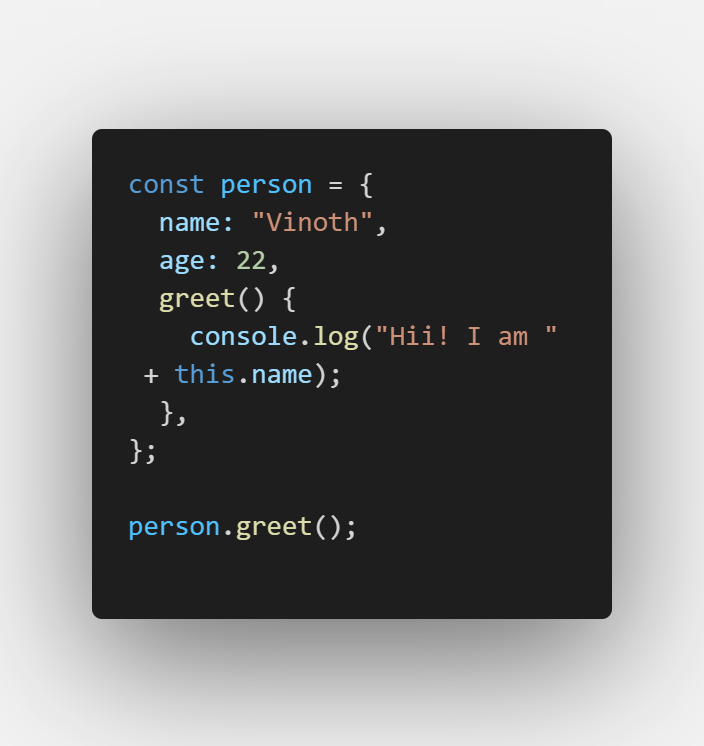 const person = {
  name: "Vinoth",
  age: 22,
  greet() {
    console.log("Hii! I am "
 + this.name);
  },
};

person.greet();